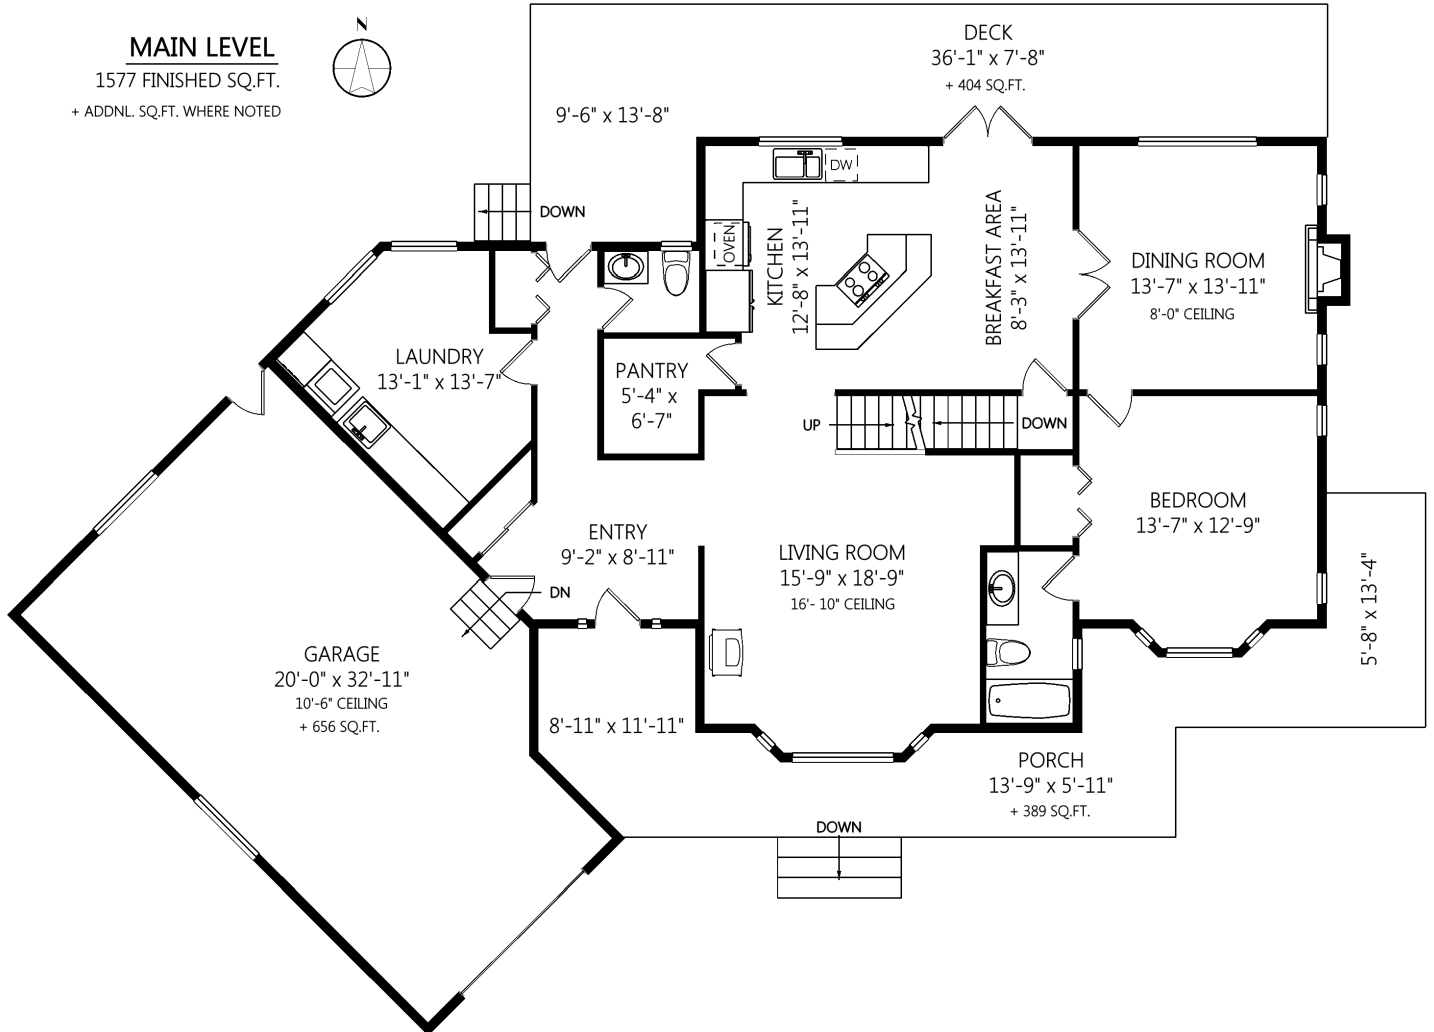 N
MAIN LEVEL
1577 FINISHED SQ.FT.
+ ADDNL. SQ.FT. WHERE NOTED
DECK
36'-1" x 7'-8"
+ 404 SQ.FT.
9'-6" x 13'-8"
DOWN
DW
OVEN
KITCHEN
12'-8" x 13'-11"
BREAKFAST AREA
8'-3" x 13'-11"
DINING ROOM
13'-7" x 13'-11"
8'-0" CEILING
LAUNDRY
13'-1" x 13'-7"
PANTRY
5'-4" x
6'-7"
UP
DOWN
BEDROOM
13'-7" x 12'-9"
ENTRY
9'-2" x 8'-11"
LIVING ROOM
15'-9" x 18'-9"
16'- 10" CEILING
DN
5'-8" x 13'-4"
GARAGE
20'-0" x 32'-11"
10'-6" CEILING
+ 656 SQ.FT.
8'-11" x 11'-11"
PORCH
13'-9" x 5'-11"
+ 389 SQ.FT.
DOWN